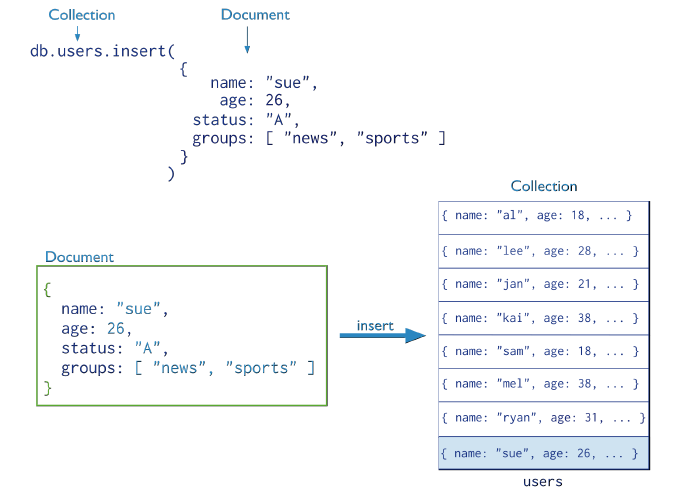 Collection Document
db.users.insert(
{
name: "sue",
age: 26,
status: "A",
groups: [ "news", "sports" ]
}
)
Collection
{ name: "al", age: 18, ... }
{ name: "lee", age: 28, ... }
{ name: "jan", age: 21, ... }
{ name: "kai", age: 38, ... }
{ name: "sam", age: 18, ... }
{ name: "mel", age: 38, ... }
{ name: "ryan", age: 31, ... }
{ name: "sue", age: 26, ... }
users
Document
{
name: "sue",
age: 26,
status: "A",
groups: [ "news", "sports" ]
}
insert